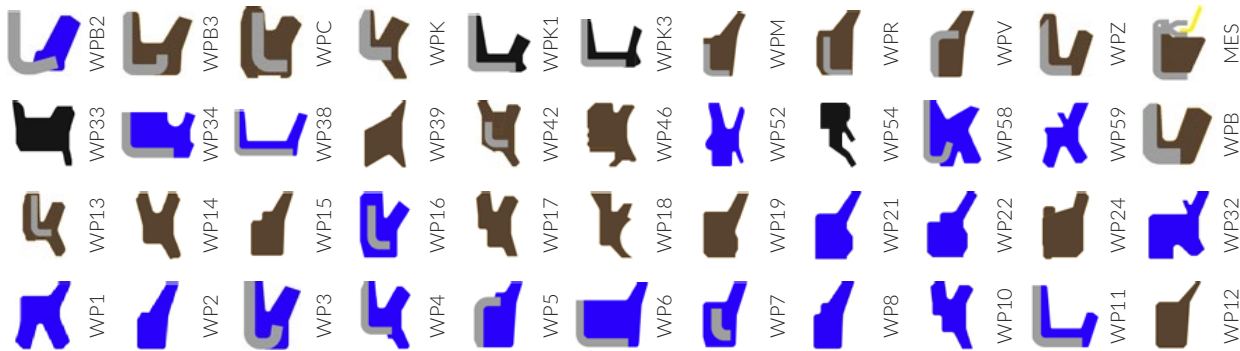 WPB2 WPB3 WPC WPK WPK1 WPK3 WPM WPR WPV WPZ MES
WP33 WP34 WP38 WP39 WP42 WP46 WP52 WP54 WP58 WP59 WPB
WP13 WP14 WP15 WP16 WP17 WP18 WP19 WP21 WP22 WP24 WP32
WP1 WP2 WP3 WP4 WP5 WP6 WP7 WP8 WP10 WP11 WP12